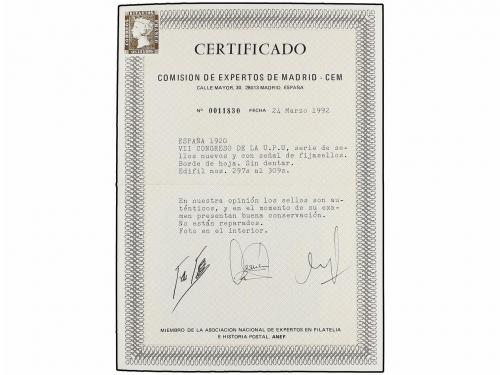 CERTIFICADO
COMISION DE EXPERTOS DE MADRID - CEM
CALLE MAYOR, 30, 28013 MADRID, ESPAÑA
Nº 0011830 FECHA 24 Marzo 1992
ESPAÑA 1920
VII CONGRESO DE LA U.P.U, serie de se-
llos nuevos y con señal de fijasellos.
Borde de hoja. Sin dentar.
Edifil nos. 297s al 309s.
En nuestra opinión los sellos son au-
ténticos, y en el momento de su exa-
men presentan buena conservación.
No están reparados.
Foto en el interior.
MIEMBRO DE LA ASOCIACION NACIONAL DE EXPERTOS EN FILATELIA
E HISTORIA POSTAL. ANEF